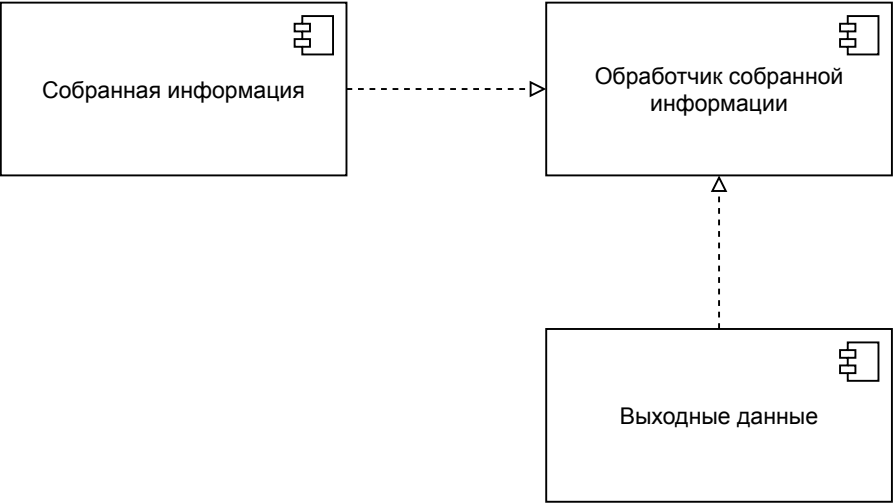 Собранная информация
Обработчик собранной
информации
Выходные данные